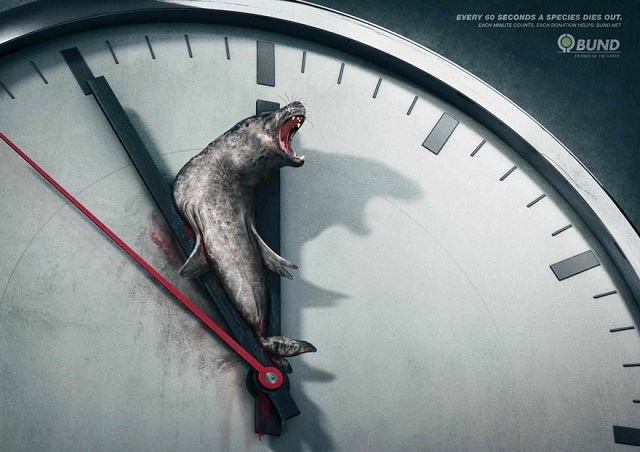 EVERY 60 SECONDS A SPECIES DIES OUT.
EACH MINUTE COUNTS. EACH DONATION HELPS: BUND.NET
BUND
FRIENDS OF THE EARTH